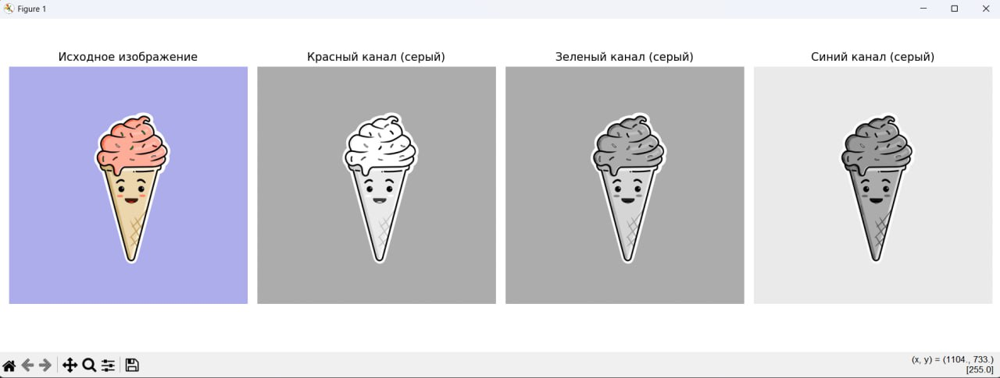 Figure 1
Исходное изображение
Красный канал (серый)
Зеленый канал (серый)
Синий канал (серый)
(x, y) = (1104., 733.)
[255.0]